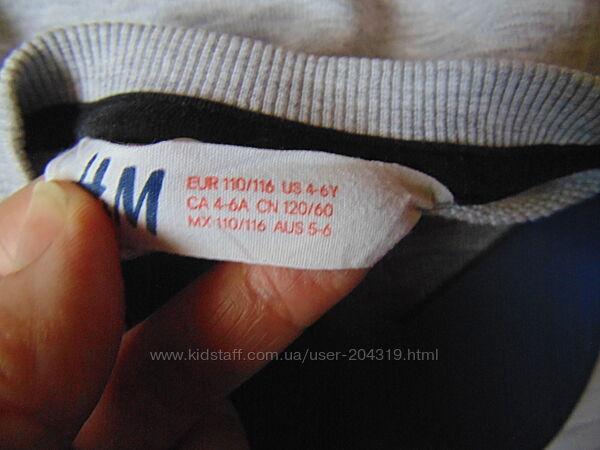 H&M
EUR 110/116 US 4-6Y
CA 4-6A CN 120/60
MX 110/116 AUS 5-6
www.kidstaff.com.ua/user-204319.html